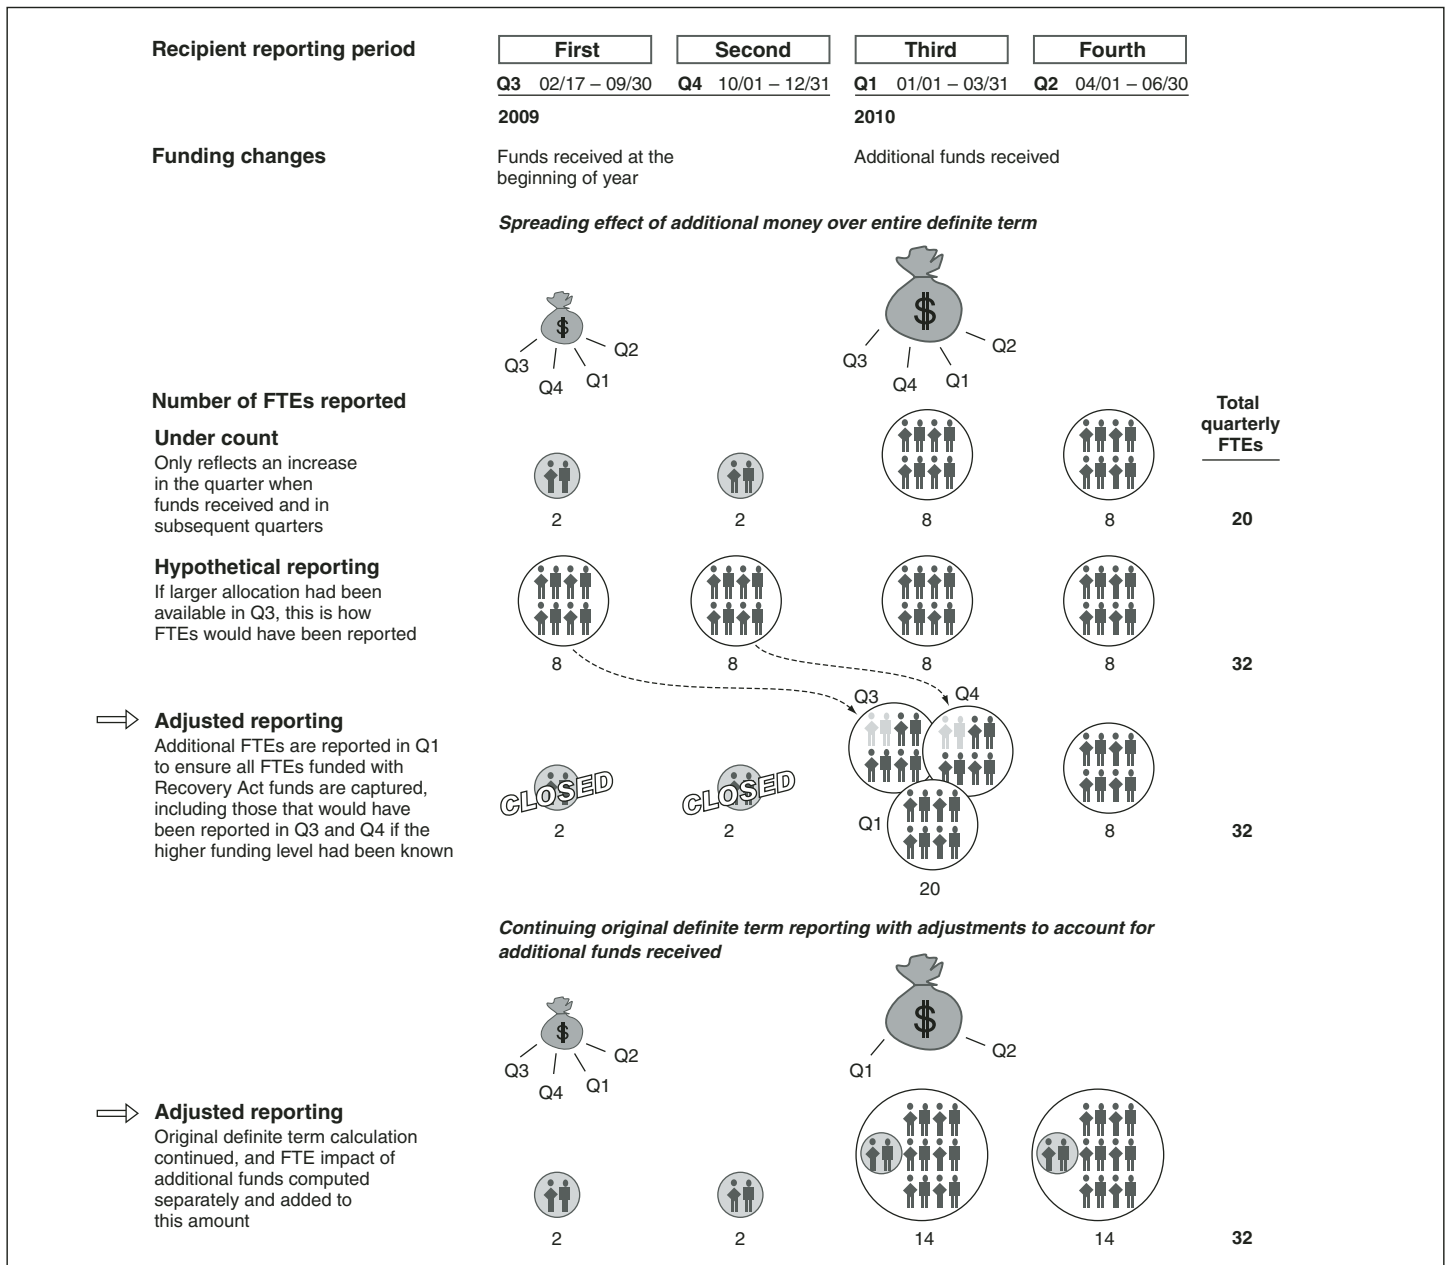 Recipient reporting period
First Second Third Fourth
Q3 02/17 – 09/30 Q4 10/01 – 12/31 Q1 01/01 – 03/31 Q2 04/01 – 06/30
2009 2010
Funding changes
Funds received at the
beginning of year
Additional funds received
Spreading effect of additional money over entire definite term
$ $
Q3 Q4 Q1 Q2
Q3 Q4 Q1 Q2
Number of FTEs reported
Total
quarterly
FTEs
Under count
Only reflects an increase
in the quarter when
funds received and in
subsequent quarters
2 2 8 8 20
Hypothetical reporting
If larger allocation had been
available in Q3, this is how
FTEs would have been reported
8 8 8 8 32
Q3 Q4
Adjusted reporting
Additional FTEs are reported in Q1
to ensure all FTEs funded with
Recovery Act funds are captured,
including those that would have
been reported in Q3 and Q4 if the
higher funding level had been known
CLOSED CLOSED
Q1
2 2 20 8 32
Continuing original definite term reporting with adjustments to account for
additional funds received
$ $
Q3 Q4 Q1 Q2
Q1 Q2
Adjusted reporting
Original definite term calculation
continued, and FTE impact of
additional funds computed
separately and added to
this amount
2 2 14 14 32